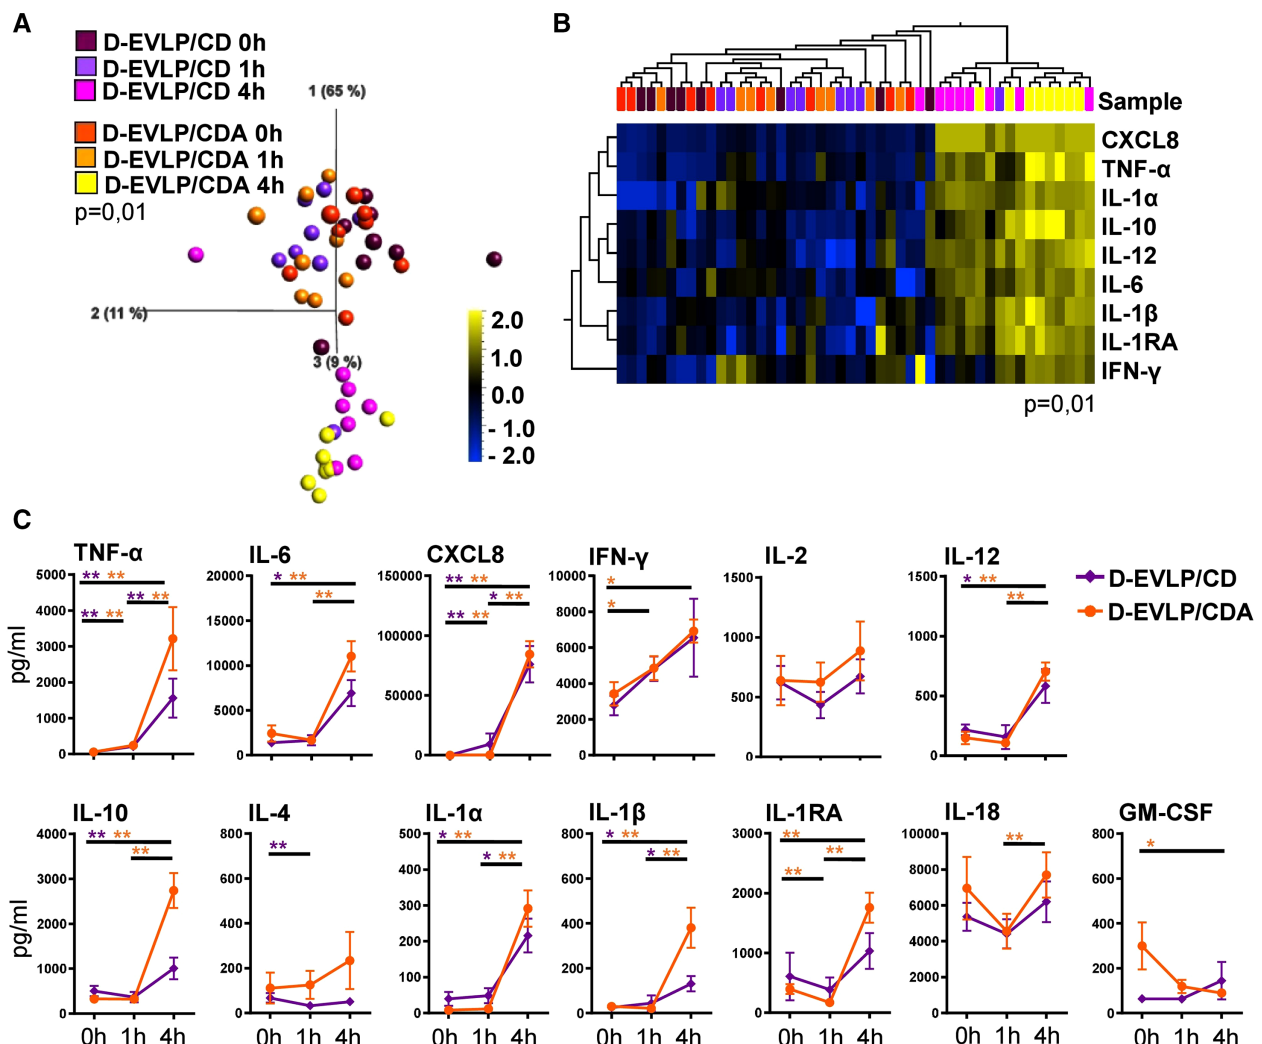 A
D-EVLP/CD 0h
D-EVLP/CD 1h
D-EVLP/CD 4h
D-EVLP/CDA 0h
D-EVLP/CDA 1h
D-EVLP/CDA 4h
p=0,01
1 (65 %)
2 (11 %)
3 (9 %)
2.0
1.0
0.0
- 1.0
- 2.0
B
Sample
CXCL8
TNF-α
IL-1α
IL-10
IL-12
IL-6
IL-1β
IL-1RA
IFN-γ
p=0,01
C
TNF-α
pg/ml
5000
4000
3000
2000
1000
0
** **
** **
** **
IL-6
20000
15000
10000
5000
0
* **
**
CXCL8
150000
100000
50000
0
** **
* **
** **
IFN-γ
10000
8000
6000
4000
2000
0
*
*
IL-2
1500
1000
500
0
IL-12
1500
1000
500
0
* **
**
D-EVLP/CD
D-EVLP/CDA
IL-10
pg/ml
4000
3000
2000
1000
0
** **
**
0h 1h 4h
IL-4
800
600
400
200
0
**
0h 1h 4h
IL-1α
500
400
300
200
100
0
* **
* **
0h 1h 4h
IL-1β
800
600
400
200
0
* **
* **
0h 1h 4h
IL-1RA
3000
2000
1000
0
**
**
**
0h 1h 4h
IL-18
10000
8000
6000
4000
2000
0
**
0h 1h 4h
GM-CSF
800
600
400
200
0
*
0h 1h 4h